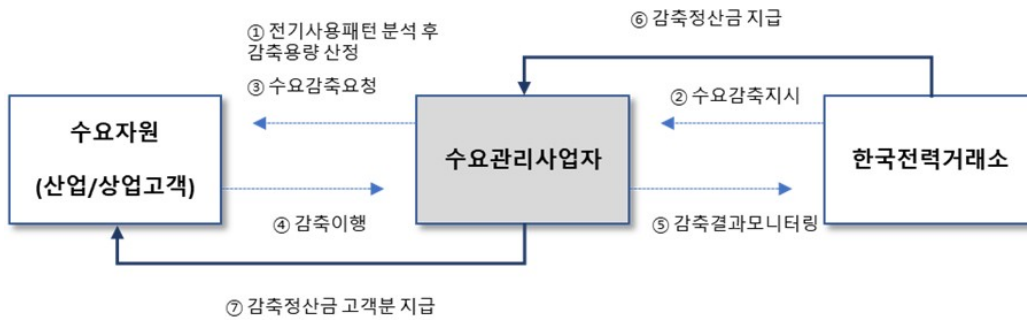 ① 전기사용패턴 분석 후
감축용량 산정
③ 수요감축요청
⑥ 감축정산금 지급
② 수요감축지시
수요자원
(산업/상업고객)
수요관리사업자
한국전력거래소
④ 감축이행
⑤ 감축결과모니터링
⑦ 감축정산금 고객분 지급